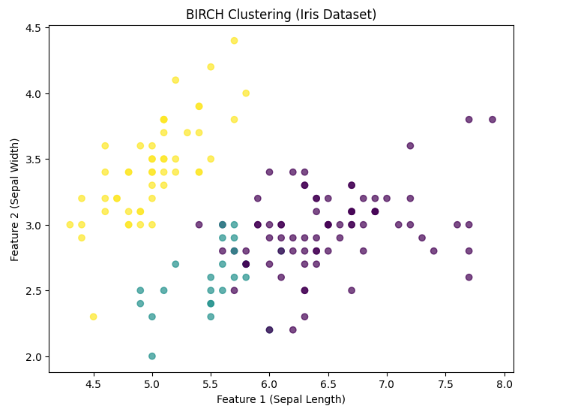 BIRCH Clustering (Iris Dataset)
4.5
4.0
3.5
3.0
2.5
2.0
Feature 2 (Sepal Width)
4.5 5.0 5.5 6.0 6.5 7.0 7.5 8.0
Feature 1 (Sepal Length)